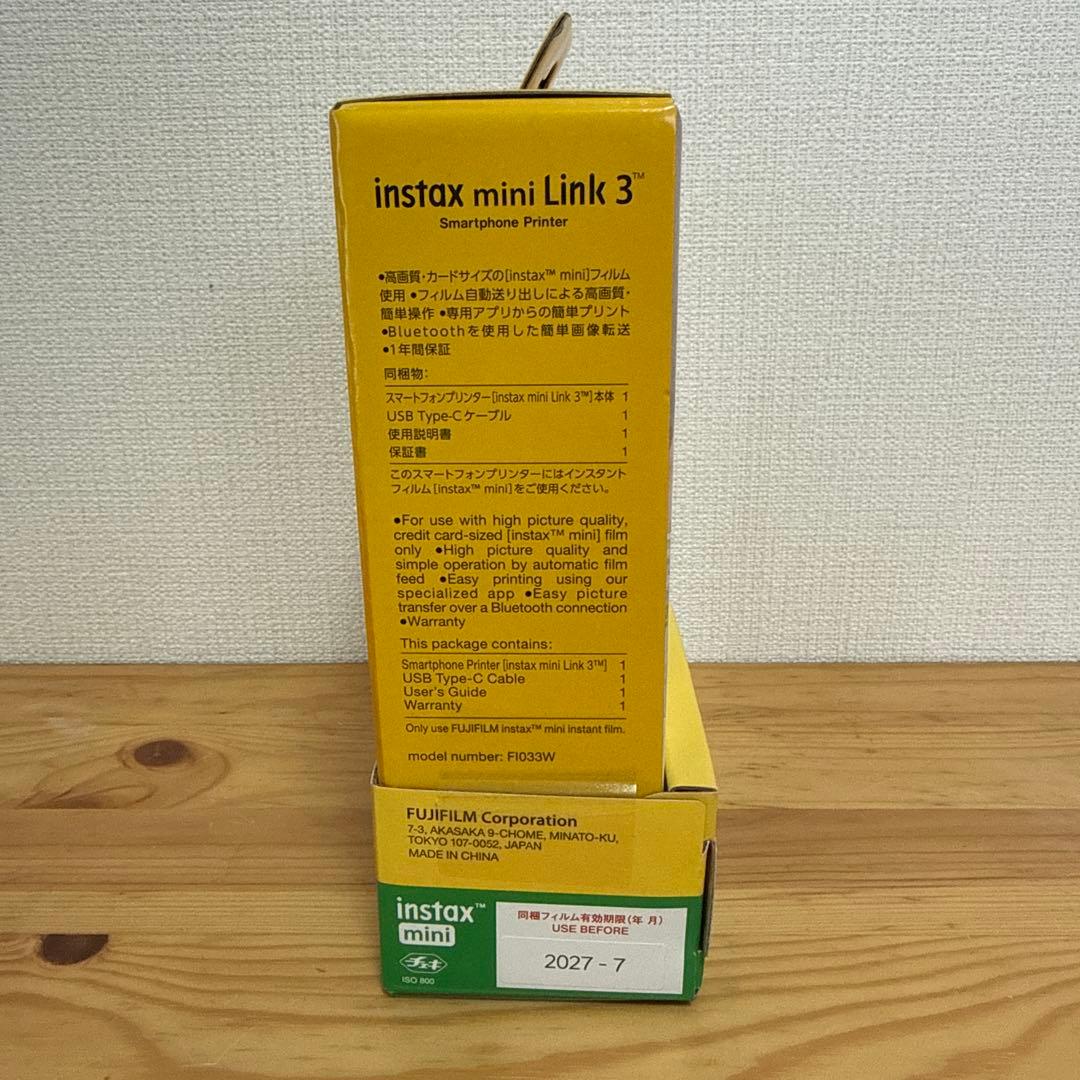 instax mini Link 3™
Smartphone Printer
●高画質・カードサイズの[instax™ mini]フィルム
使用 ●フィルム自動送り出しによる高画質・
簡単操作 ●専用アプリからの簡単プリント
●Bluetoothを使用した簡単画像転送
●1年間保証
同梱物：
スマートフォンプリンター[instax mini Link 3™]本体 1
USB Type-Cケーブル 1
使用説明書 1
保証書 1
このスマートフォンプリンターにはインスタント
フィルム[instax™ mini]をご使用ください。
●For use with high picture quality,
credit card-sized [instax™ mini] film
only ●High picture quality and
simple operation by automatic film
feed ●Easy printing using our
specialized app ●Easy picture
transfer over a Bluetooth connection
●Warranty
This package contains:
Smartphone Printer [instax mini Link 3™] 1
USB Type-C Cable 1
User's Guide 1
Warranty 1
Only use FUJIFILM instax™ mini instant film.
model number: FI033W
FUJIFILM Corporation
7-3, AKASAKA 9-CHOME, MINATO-KU,
TOKYO 107-0052, JAPAN
MADE IN CHINA
instax™
mini
チェキ
ISO 800
同梱フィルム有効期限(年 月)
USE BEFORE
2027-7